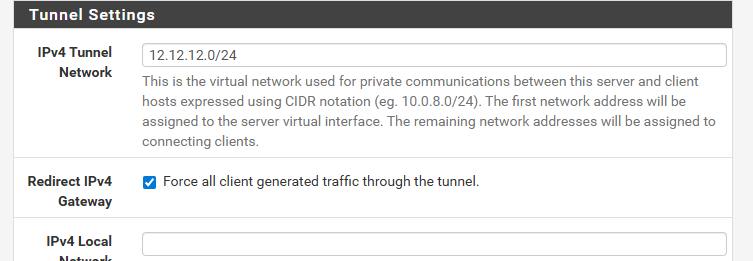 Tunnel Settings
IPv4 Tunnel
Network
12.12.12.0/24
This is the virtual network used for private communications between this server and client
hosts expressed using CIDR notation (eg. 10.0.8.0/24). The first network address will be
assigned to the server virtual interface. The remaining network addresses will be assigned to
connecting clients.
Redirect IPv4
Gateway
Force all client generated traffic through the tunnel.
IPv4 Local
Network